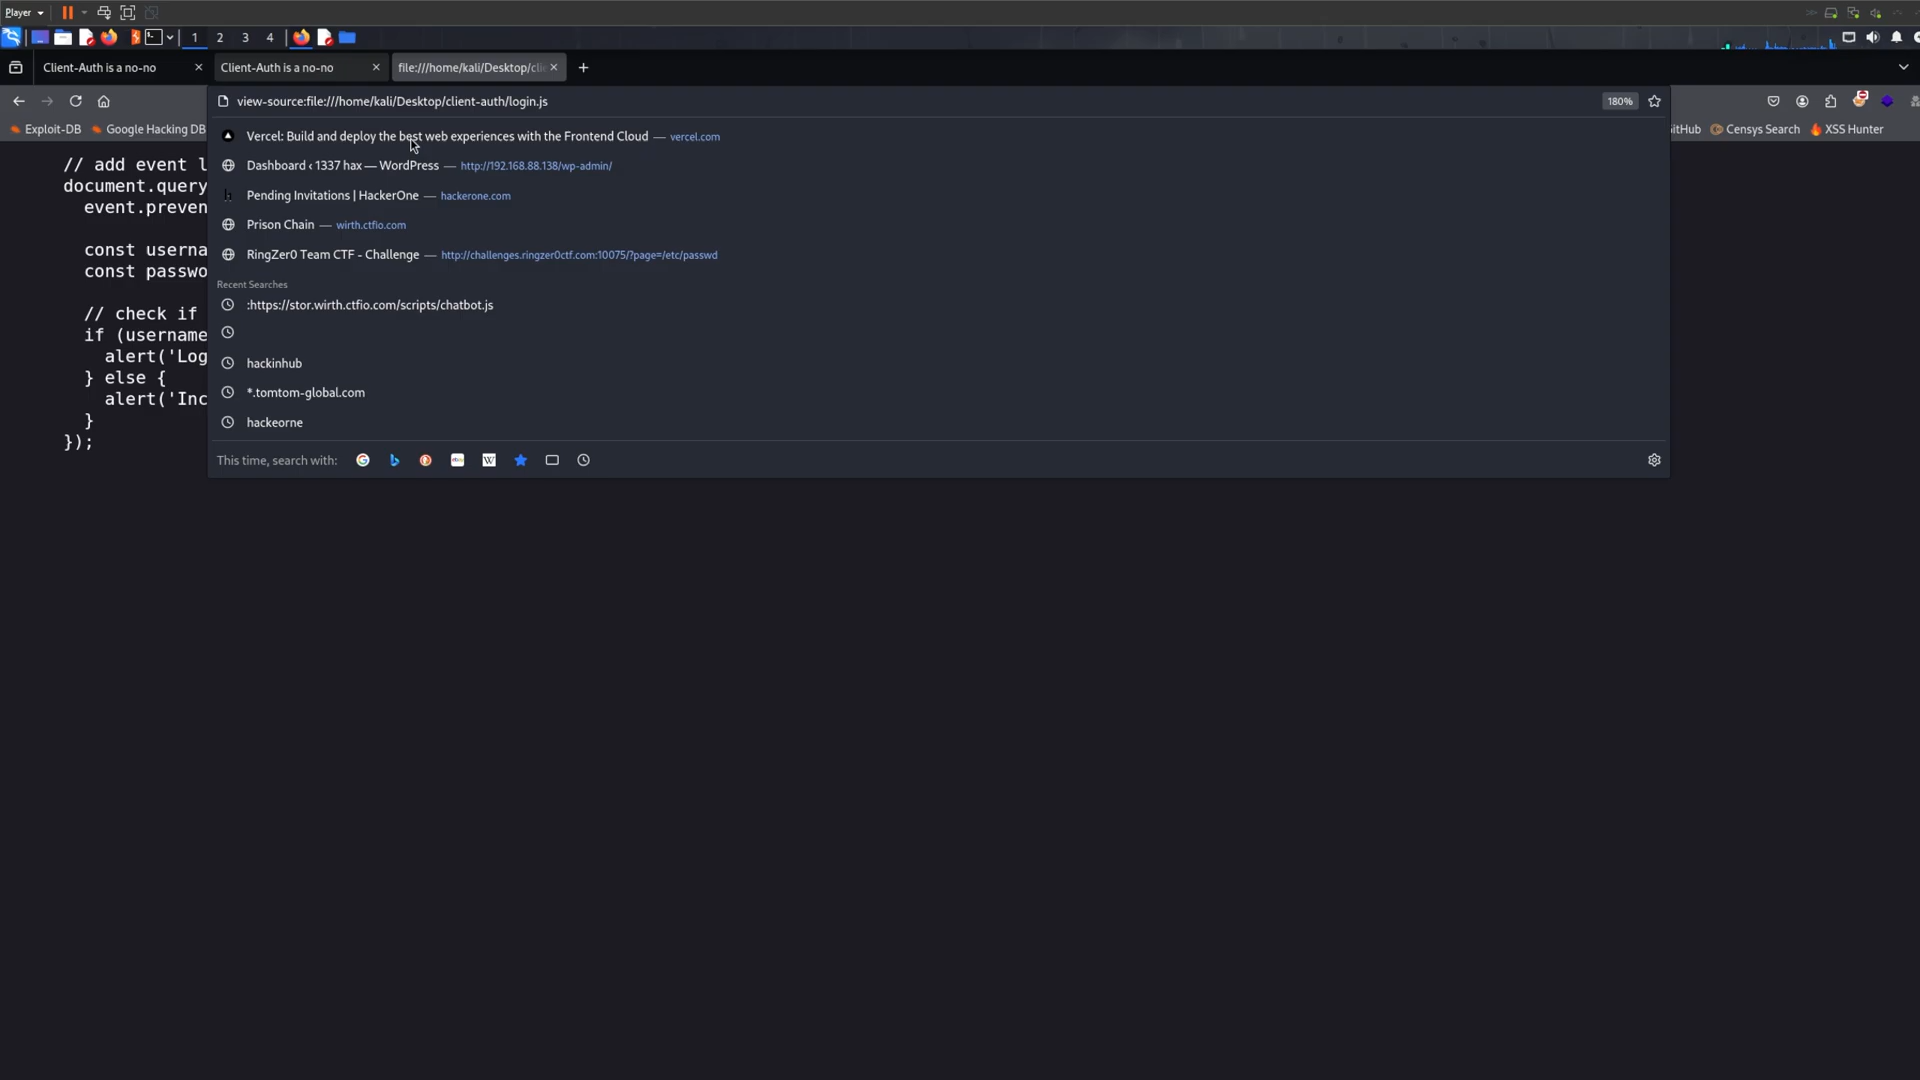 Player
1 2 3 4
Client-Auth is a no-no
Client-Auth is a no-no
file:///home/kali/Desktop/clie
view-source:file:///home/kali/Desktop/client-auth/login.js
180%
Exploit-DB
Google Hacking DB
itHub
Censys Search
XSS Hunter
Vercel: Build and deploy the best web experiences with the Frontend Cloud — vercel.com
Dashboard ‹ 1337 hax — WordPress — http://192.168.88.138/wp-admin/
Pending Invitations | HackerOne — hackerone.com
Prison Chain — wirth.ctfio.com
RingZer0 Team CTF - Challenge — http://challenges.ringzer0ctf.com:10075/?page=/etc/passwd
Recent Searches
:https://stor.wirth.ctfio.com/scripts/chatbot.js
hackinhub
*.tomtom-global.com
hackeorne
This time, search with:
// add event l
document.query
event.preven
const userna
const passwo
// check if
if (username
alert('Log
} else {
alert('Inc
}
});